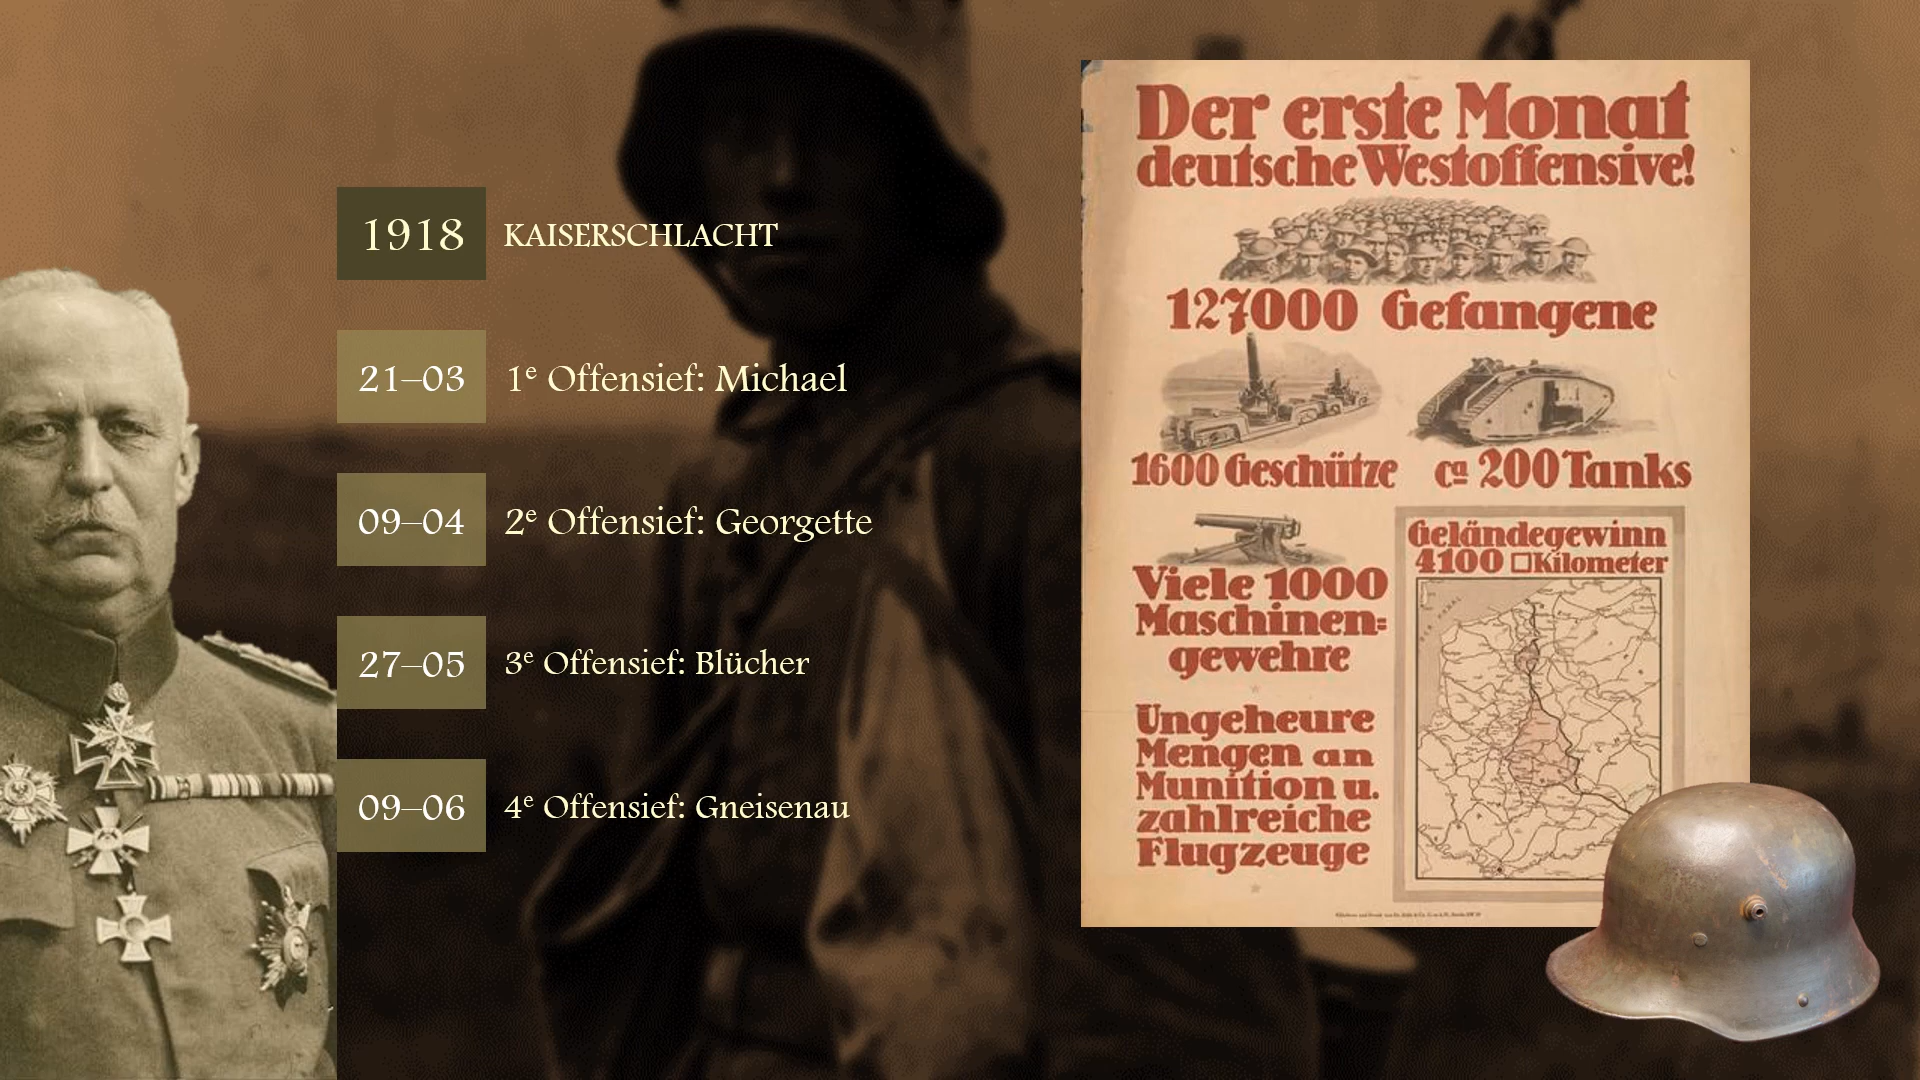 1918 KAISERSCHLACHT
21–03 1e Offensief: Michael
09–04 2e Offensief: Georgette
27–05 3e Offensief: Blücher
09–06 4e Offensief: Gneisenau
Der erste Monat
deutsche Westoffensive!
127000 Gefangene
1600 Geschütze
ca 200 Tanks
Viele 1000
Maschinen=
gewehre
Ungeheure
Mengen an
Munition u.
zahlreiche
Flugzeuge
Geländegewinn
4100 □Kilometer